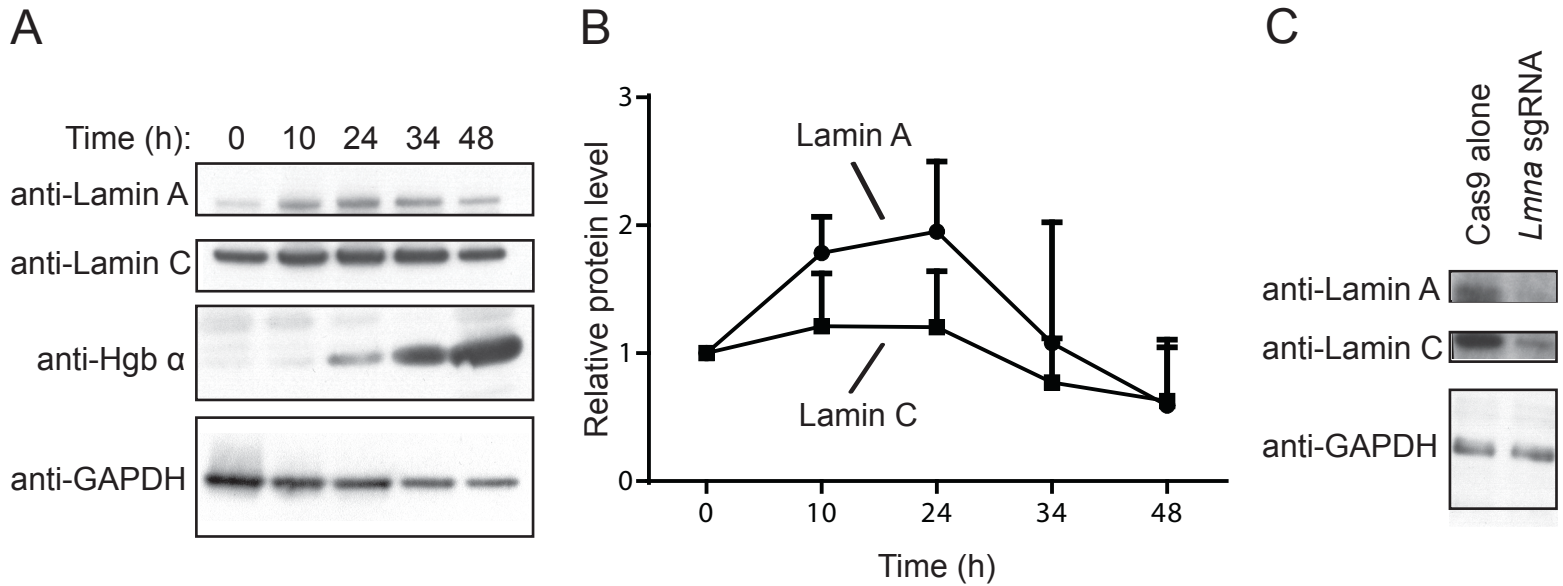 A
Time (h): 0 10 24 34 48
anti-Lamin A
anti-Lamin C
anti-Hgb α
anti-GAPDH
B
Relative protein level
3
2
1
0
Lamin A
Lamin C
0 10 24 34 48
Time (h)
C
Cas9 alone
Lmna sgRNA
anti-Lamin A
anti-Lamin C
anti-GAPDH